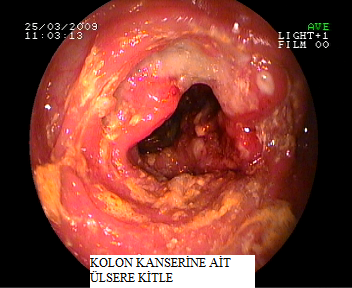 25/03/2009
11:03:13
AVE
LIGHT+1
FILM 00
KOLON KANSERİNE AİT
ÜLSERE KİTLE